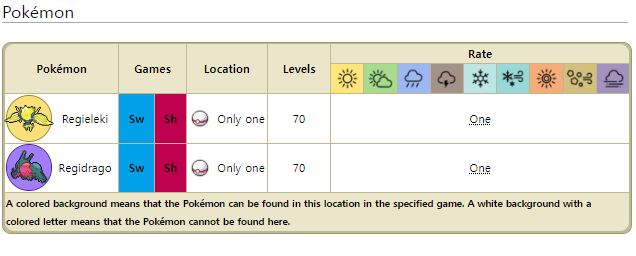 Pokémon
Pokémon Games Location Levels Rate
Regieleki Sw Sh Only one 70 One
Regidrago Sw Sh Only one 70 One
A colored background means that the Pokémon can be found in this location in the specified game. A white background with a
colored letter means that the Pokémon cannot be found here.